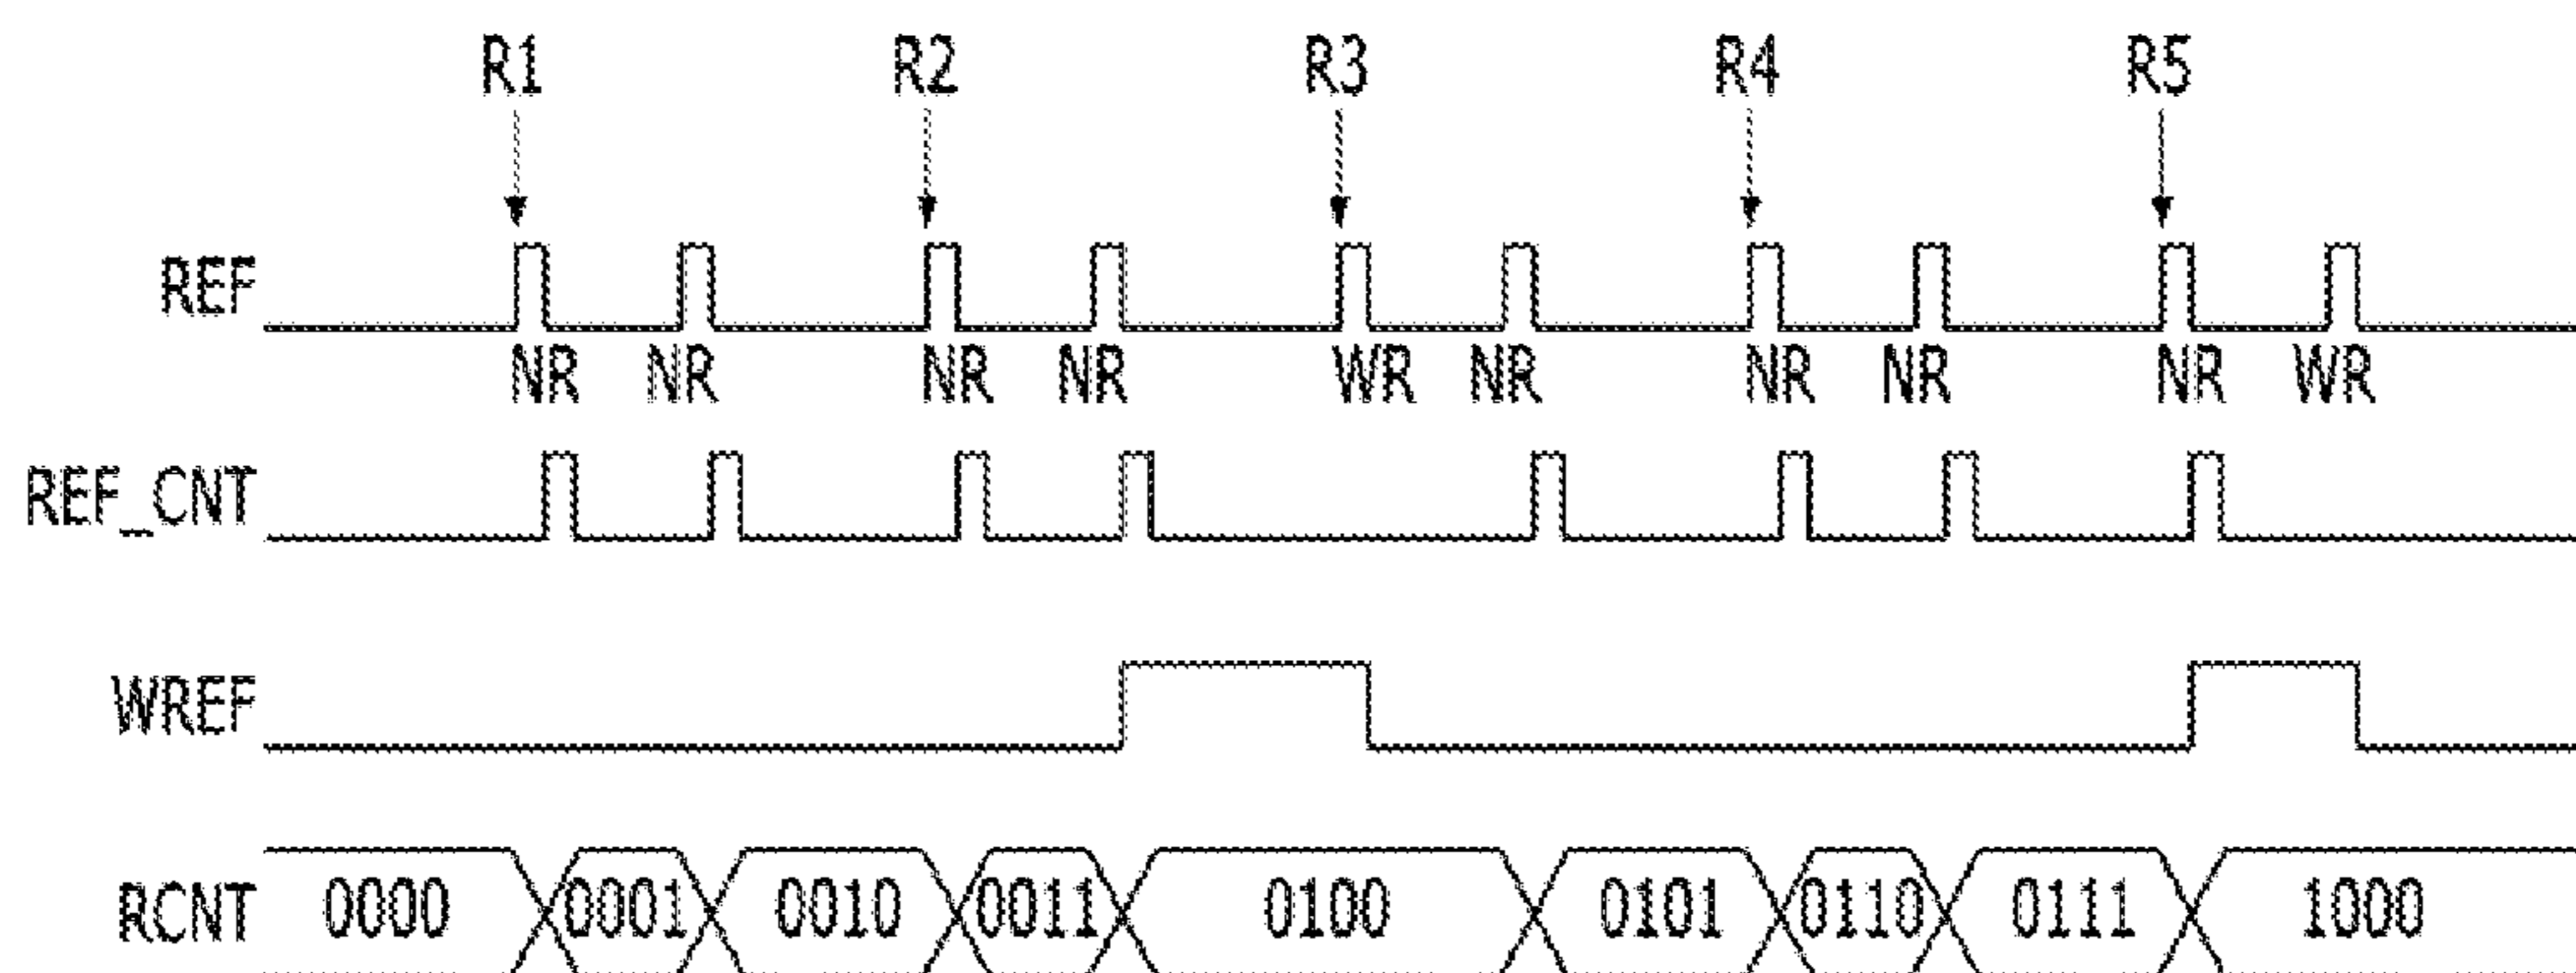 R1 R2 R3 R4 R5
REF
NR NR NR NR WR NR NR NR NR WR
REF_CNT
WREF
RCNT 0000 0001 0010 0011 0100 0101 0110 0111 1000